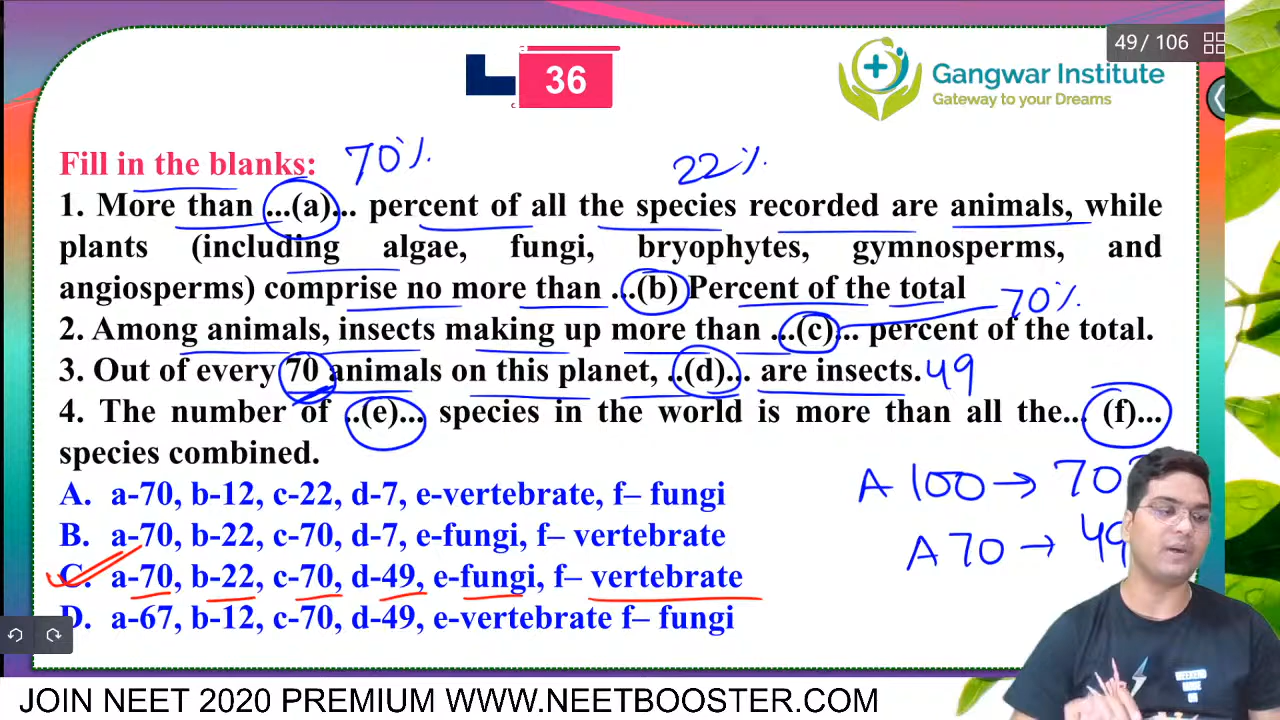 49 / 106
36
Gangwar Institute
Gateway to your Dreams
Fill in the blanks: 70% 22%
1. More than ...(a)... percent of all the species recorded are animals, while
plants (including algae, fungi, bryophytes, gymnosperms, and
angiosperms) comprise no more than ...(b) Percent of the total
70%
2. Among animals, insects making up more than ...(c)... percent of the total.
3. Out of every 70 animals on this planet, ..(d)... are insects. 49
4. The number of ..(e)... species in the world is more than all the... (f)...
species combined.
A 100 → 70
A. a-70, b-12, c-22, d-7, e-vertebrate, f– fungi
B. a-70, b-22, c-70, d-7, e-fungi, f– vertebrate
A 70 → 49
C. a-70, b-22, c-70, d-49, e-fungi, f– vertebrate
D. a-67, b-12, c-70, d-49, e-vertebrate f– fungi
JOIN NEET 2020 PREMIUM WWW.NEETBOOSTER.COM